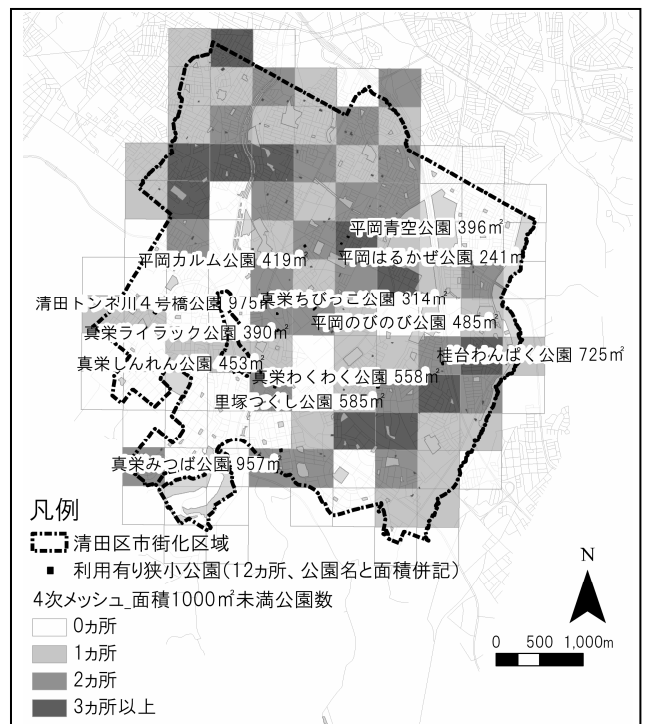 平岡青空公園 396㎡
平岡カルム公園 419㎡
平岡はるかぜ公園 241㎡
清田トンネ川4号橋公園 975㎡
真栄ちびっこ公園 314㎡
平岡のびのび公園 485㎡
真栄ライラック公園 390㎡
桂台わんぱく公園 725㎡
真栄しんれん公園 453㎡
真栄わくわく公園 558㎡
里塚つくし公園 585㎡
真栄みつば公園 957㎡
凡例
清田区市街化区域
利用有り狭小公園(12ヵ所、公園名と面積併記)
4次メッシュ_面積1000㎡未満公園数
0ヵ所
1ヵ所
2ヵ所
3ヵ所以上
N
0 500 1,000m